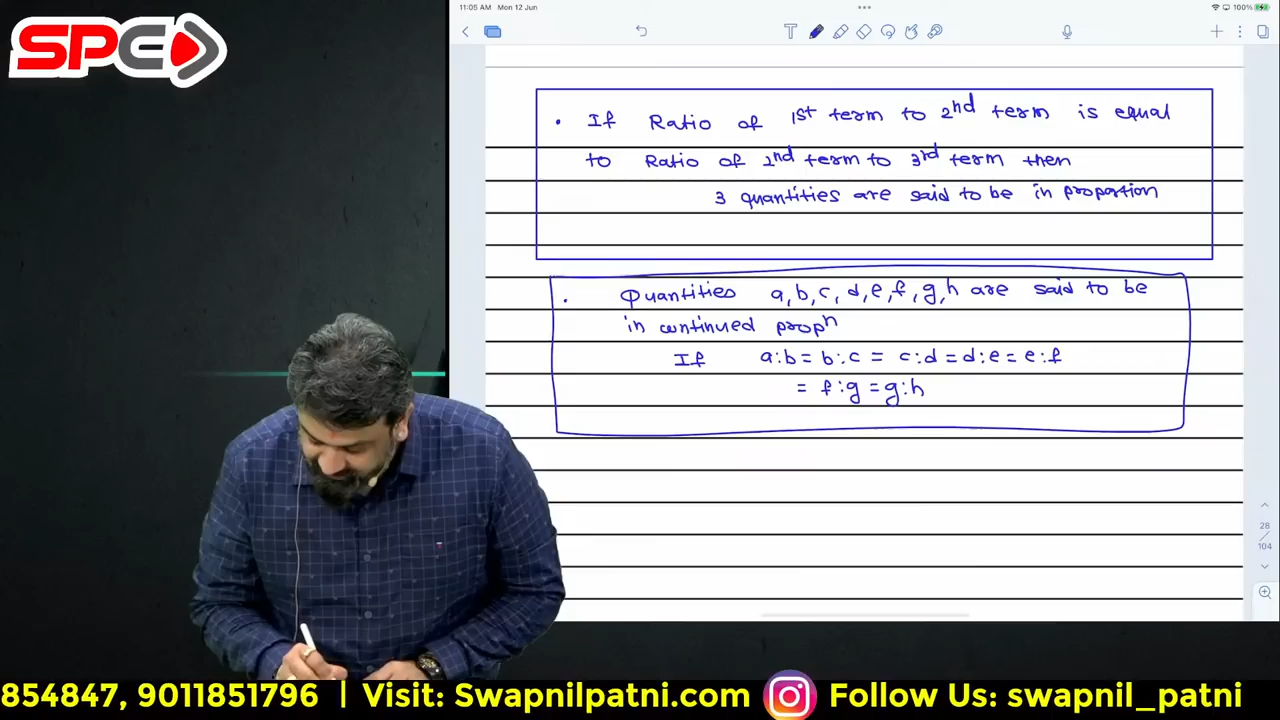 11:05 AM Mon 12 Jun
100%
SPE
T
• If Ratio of 1st term to 2nd term is equal
to Ratio of 2nd term to 3rd term then
3 quantities are said to be in proportion
. Quantities a, b, c, d, e, f, g, h are said to be
in continued propn
If a:b = b:c = c:d = d:e = e:f
= f:g = g:h
28
104
854847, 9011851796 | Visit: Swapnilpatni.com Follow Us: swapnil_patni